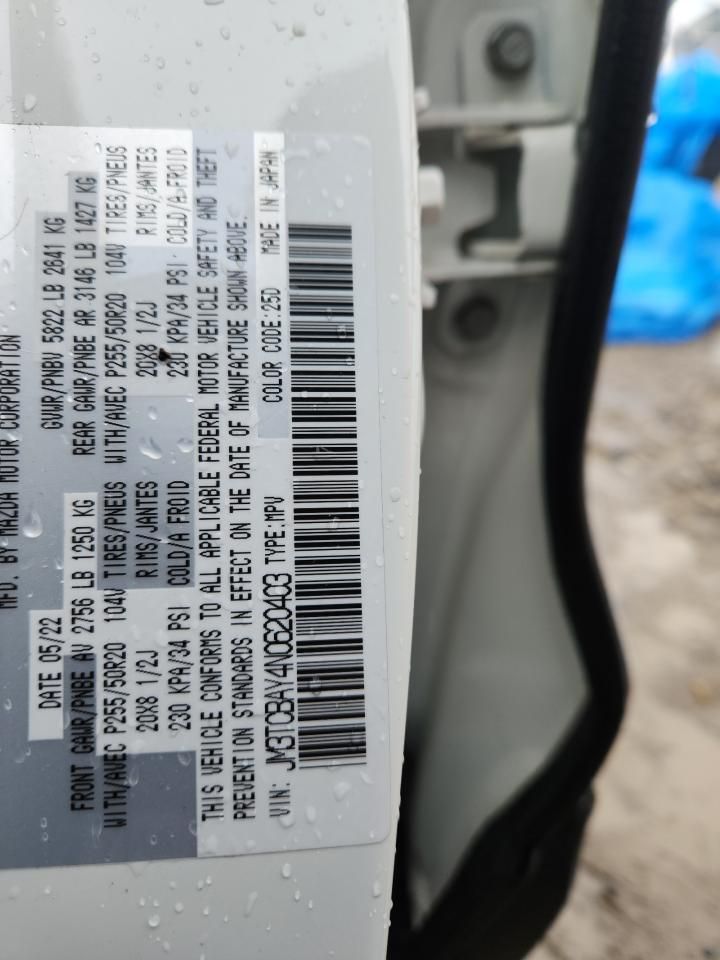 MFD. BY MAZDA MOTOR CORPORATION
DATE 05/22 GVWR/PNBV 5822 LB 2641 KG
FRONT GAWR/PNBE AV 2756 LB 1250 KG REAR GAWR/PNBE AR 3146 LB 1427 KG
WITH/AVEC P255/50R20 104V TIRES/PNEUS WITH/AVEC P255/50R20 104V TIRES/PNEUS
20X8 1/2J RIMS/JANTES 20X8 1/2J RIMS/JANTES
230 KPA/34 PSI COLD/A FROID 230 KPA/34 PSI COLD/A FROID
THIS VEHICLE CONFORMS TO ALL APPLICABLE FEDERAL MOTOR VEHICLE SAFETY AND THEFT
PREVENTION STANDARDS IN EFFECT ON THE DATE OF MANUFACTURE SHOWN ABOVE.
VIN: JM3TCBAY4N0620403 TYPE:MPV COLOR CODE:25D MADE IN JAPAN